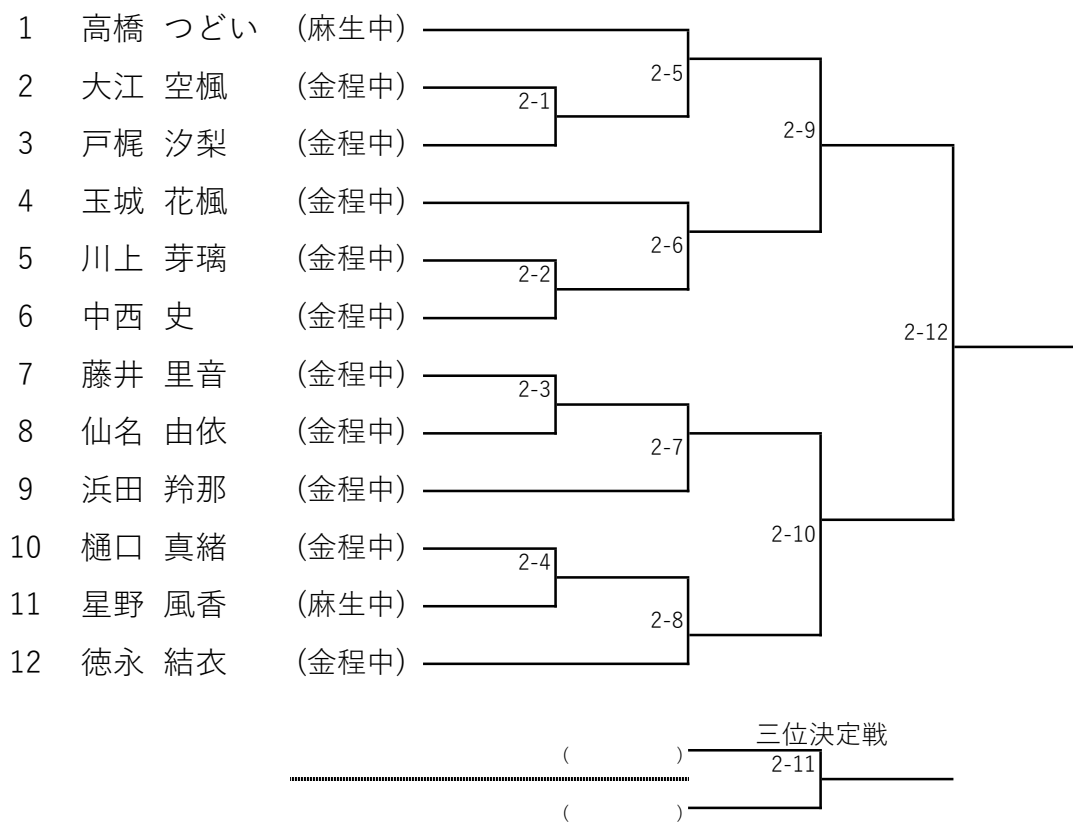 1 高橋 つどい (麻生中)
2-5
2 大江 空楓 (金程中)
2-1
2-9
3 戸梶 汐梨 (金程中)
4 玉城 花楓 (金程中)
2-6
5 川上 芽璃 (金程中)
2-2
6 中西 史 (金程中)
2-12
7 藤井 里音 (金程中)
2-3
8 仙名 由依 (金程中)
2-7
9 浜田 羚那 (金程中)
2-10
10 樋口 真緒 (金程中)
2-4
11 星野 風香 (麻生中)
2-8
12 徳永 結衣 (金程中)
三位決定戦
( )
2-11
( )